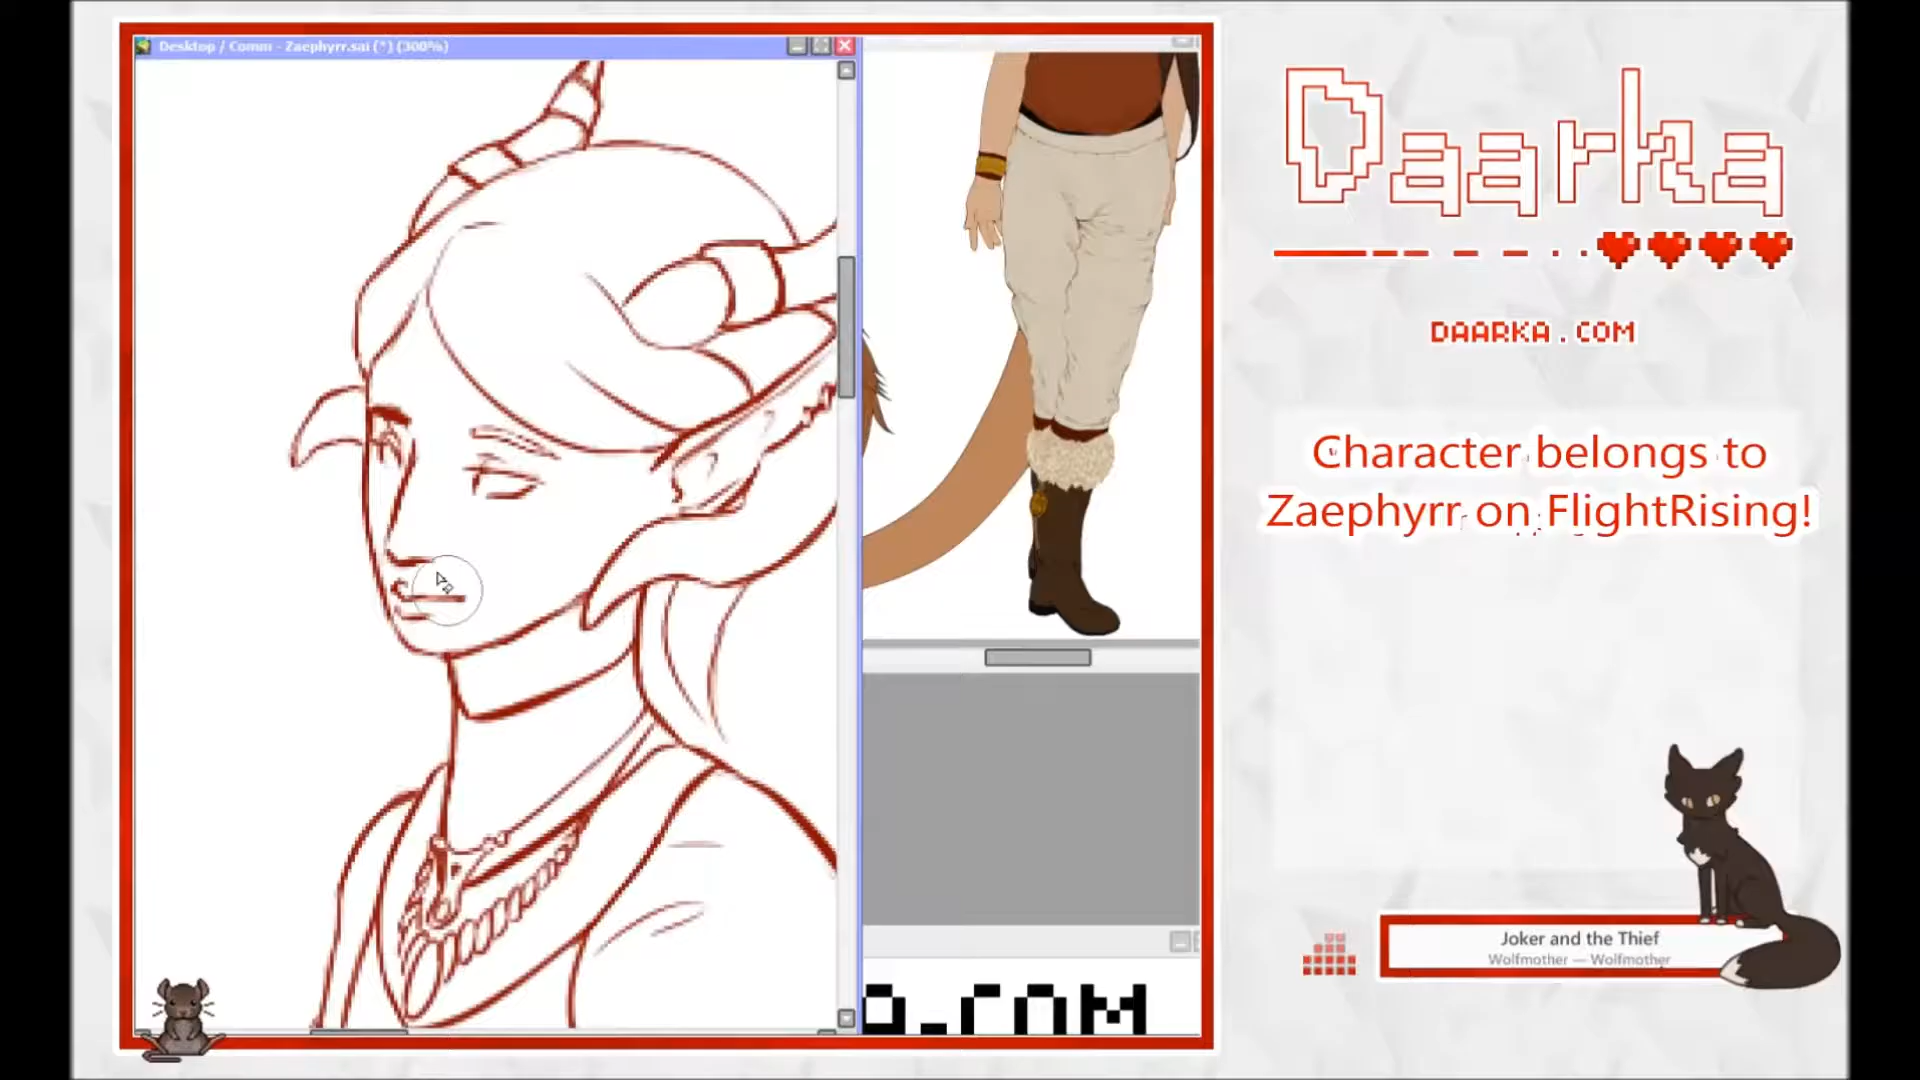 Desktop / Comm - Zaephyrr.sai (*) (300%)
Daarka
DAARKA.COM
Character belongs to
Zaephyrr on FlightRising!
Joker and the Thief
Wolfmother — Wolfmother
a.com